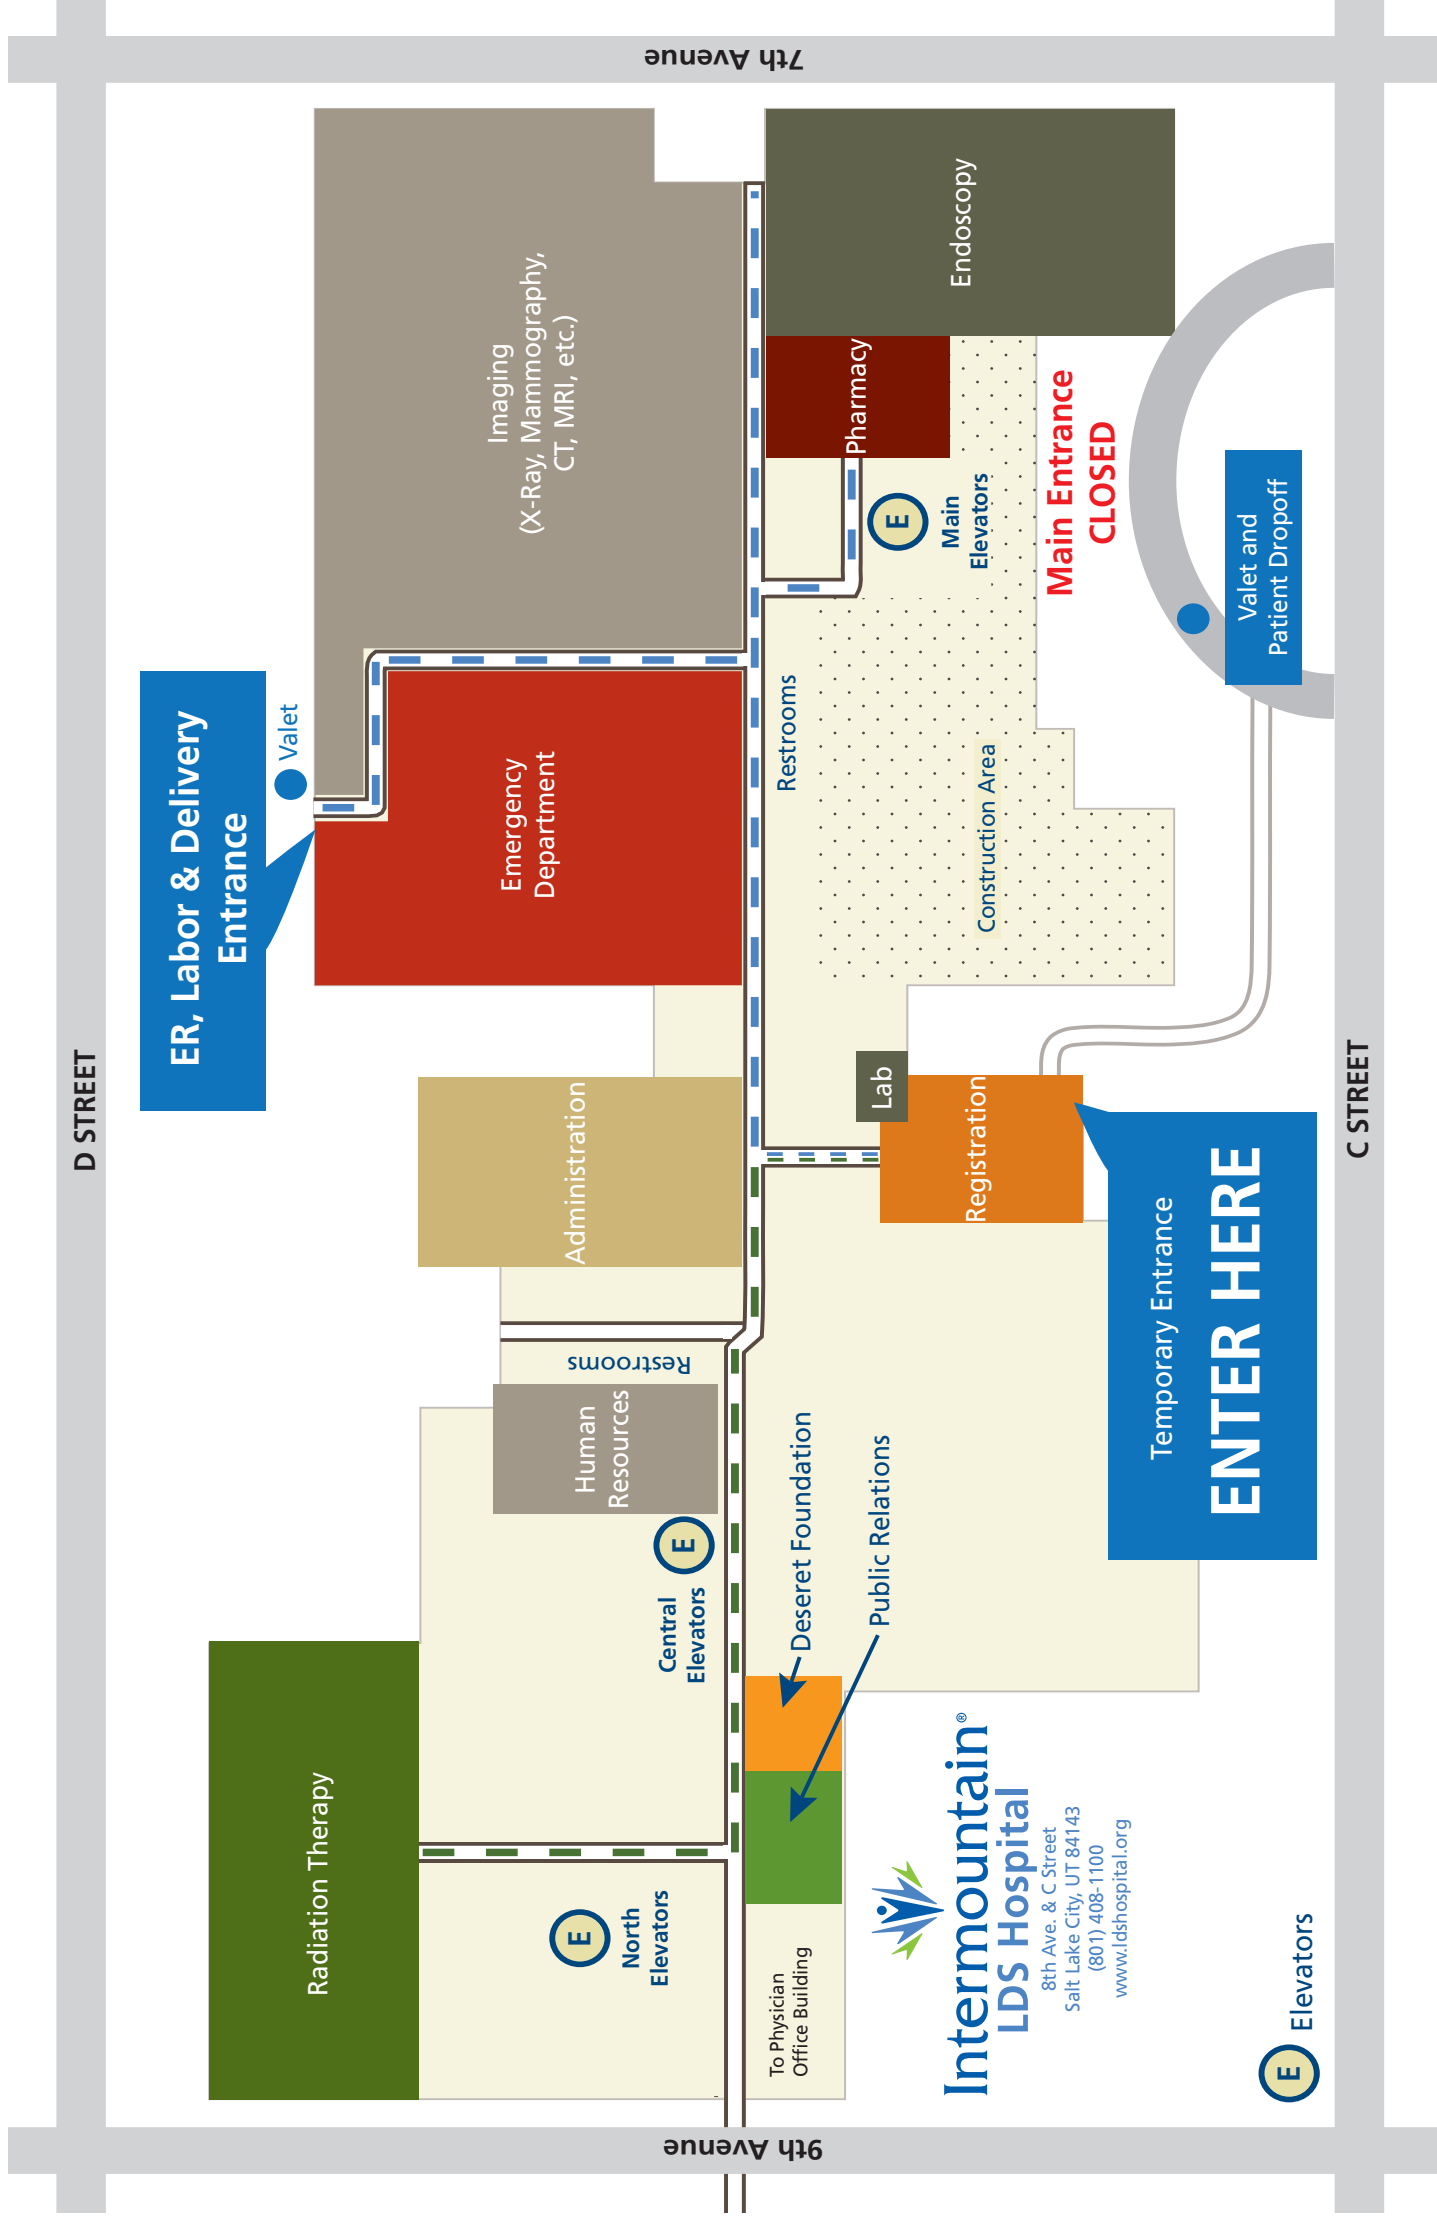 7th Avenue
D STREET
C STREET
9th Avenue
Imaging
(X-Ray, Mammography,
CT, MRI, etc.)
Endoscopy
Pharmacy
E
Main
Elevators
Main Entrance
CLOSED
Valet and
Patient Dropoff
ER, Labor & Delivery
Entrance
Valet
Emergency
Department
Restrooms
Construction Area
Administration
Lab
Registration
Temporary Entrance
ENTER HERE
Restrooms
Human
Resources
E
Central
Elevators
Deseret Foundation
Public Relations
Radiation Therapy
E
North
Elevators
To Physician
Office Building
Intermountain®
LDS Hospital
8th Ave. & C Street
Salt Lake City, UT 84143
(801) 408-1100
www.ldshospital.org
E
Elevators